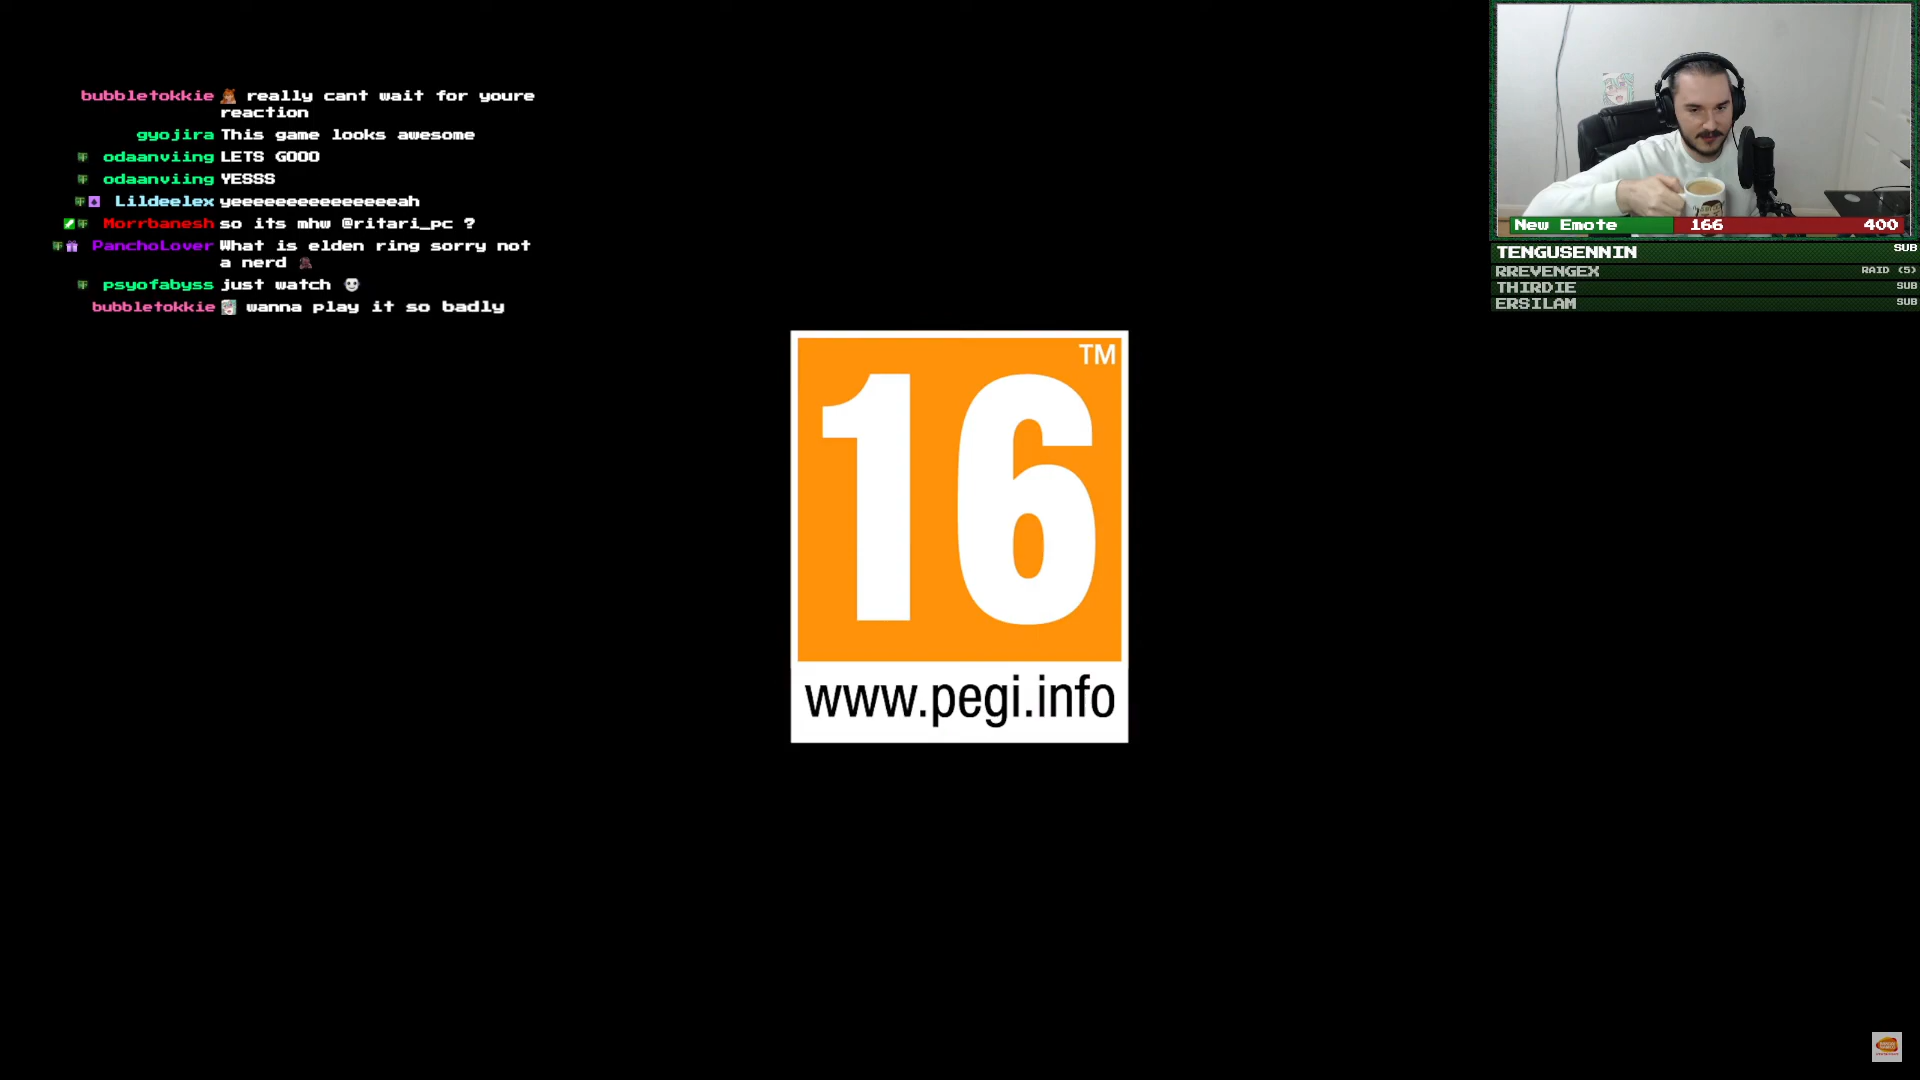 bubbletokkie really cant wait for youre
reaction
gyojira This game looks awesome
odaanviing LETS GOOO
odaanviing YESSS
Lildeelex yeeeeeeeeeeeeeeeah
Morrbanesh so its mhw @ritari_pc ?
PanchoLover What is elden ring sorry not
a nerd
psyofabyss just watch
bubbletokkie wanna play it so badly
New Emote 166 400
TENGUSENNIN SUB
RREVENGEX RAID (5)
THIRDIE SUB
ERSILAM SUB
16 TM
www.pegi.info